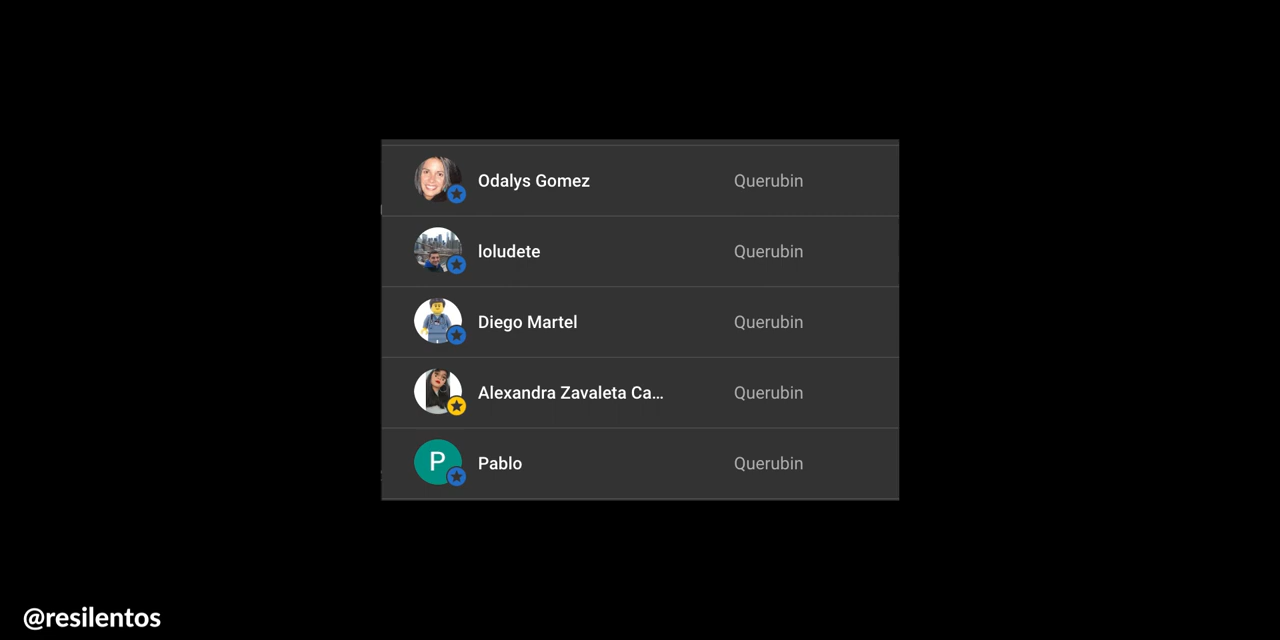 Odalys Gomez Querubin
loludete Querubin
Diego Martel Querubin
Alexandra Zavaleta Ca... Querubin
P Pablo Querubin
@resilentos